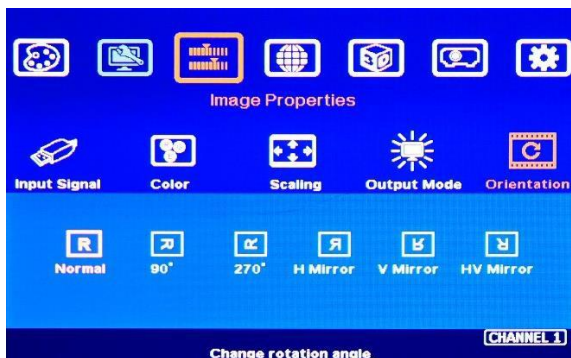 3D
Image Properties
Input Signal Color Scaling Output Mode Orientation
R R R R R R
Normal 90° 270° H Mirror V Mirror HV Mirror
CHANNEL 1
Change rotation angle